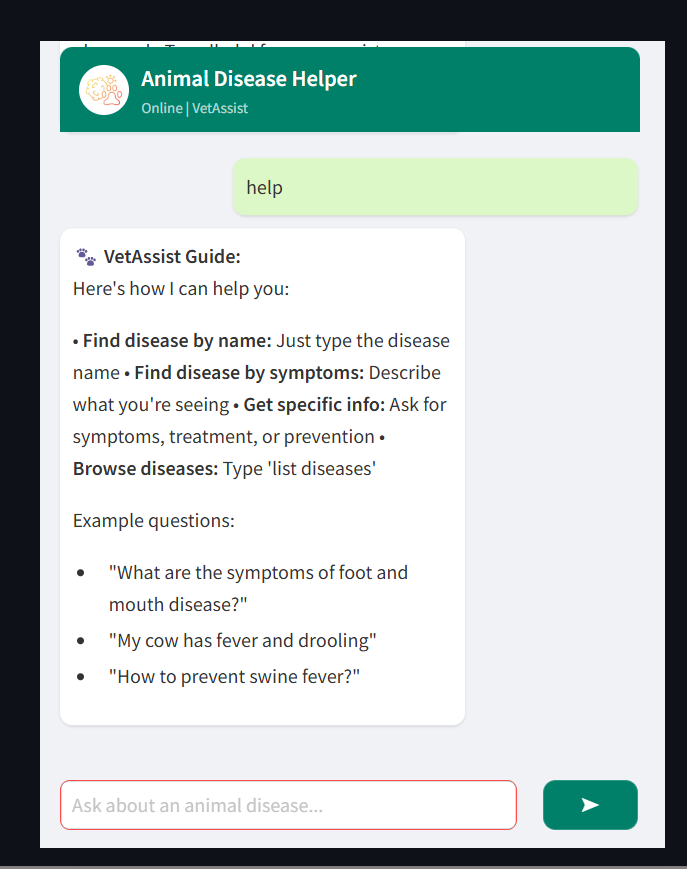 Animal Disease Helper
Online | VetAssist
help
VetAssist Guide:
Here's how I can help you:
• Find disease by name: Just type the disease
name • Find disease by symptoms: Describe
what you're seeing • Get specific info: Ask for
symptoms, treatment, or prevention •
Browse diseases: Type 'list diseases'
Example questions:
• "What are the symptoms of foot and
mouth disease?"
• "My cow has fever and drooling"
• "How to prevent swine fever?"
Ask about an animal disease...